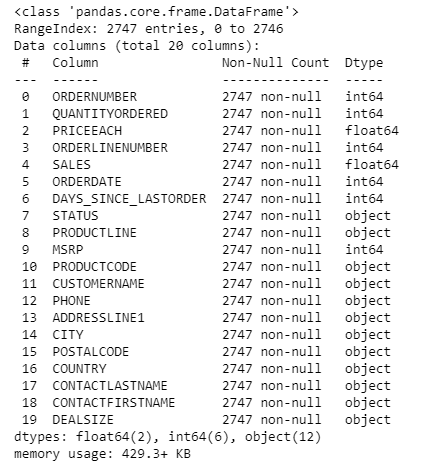 <class 'pandas.core.frame.DataFrame'>
RangeIndex: 2747 entries, 0 to 2746
Data columns (total 20 columns):
 #   Column               Non-Null Count  Dtype
---  ------               --------------  -----
 0   ORDERNUMBER          2747 non-null   int64
 1   QUANTITYORDERED      2747 non-null   int64
 2   PRICEEACH            2747 non-null   float64
 3   ORDERLINENUMBER      2747 non-null   int64
 4   SALES                2747 non-null   float64
 5   ORDERDATE            2747 non-null   int64
 6   DAYS_SINCE_LASTORDER 2747 non-null   int64
 7   STATUS               2747 non-null   object
 8   PRODUCTLINE          2747 non-null   object
 9   MSRP                 2747 non-null   int64
 10  PRODUCTCODE          2747 non-null   object
 11  CUSTOMERNAME         2747 non-null   object
 12  PHONE                2747 non-null   object
 13  ADDRESSLINE1         2747 non-null   object
 14  CITY                 2747 non-null   object
 15  POSTALCODE           2747 non-null   object
 16  COUNTRY              2747 non-null   object
 17  CONTACTLASTNAME      2747 non-null   object
 18  CONTACTFIRSTNAME     2747 non-null   object
 19  DEALSIZE             2747 non-null   object
dtypes: float64(2), int64(6), object(12)
memory usage: 429.3+ KB